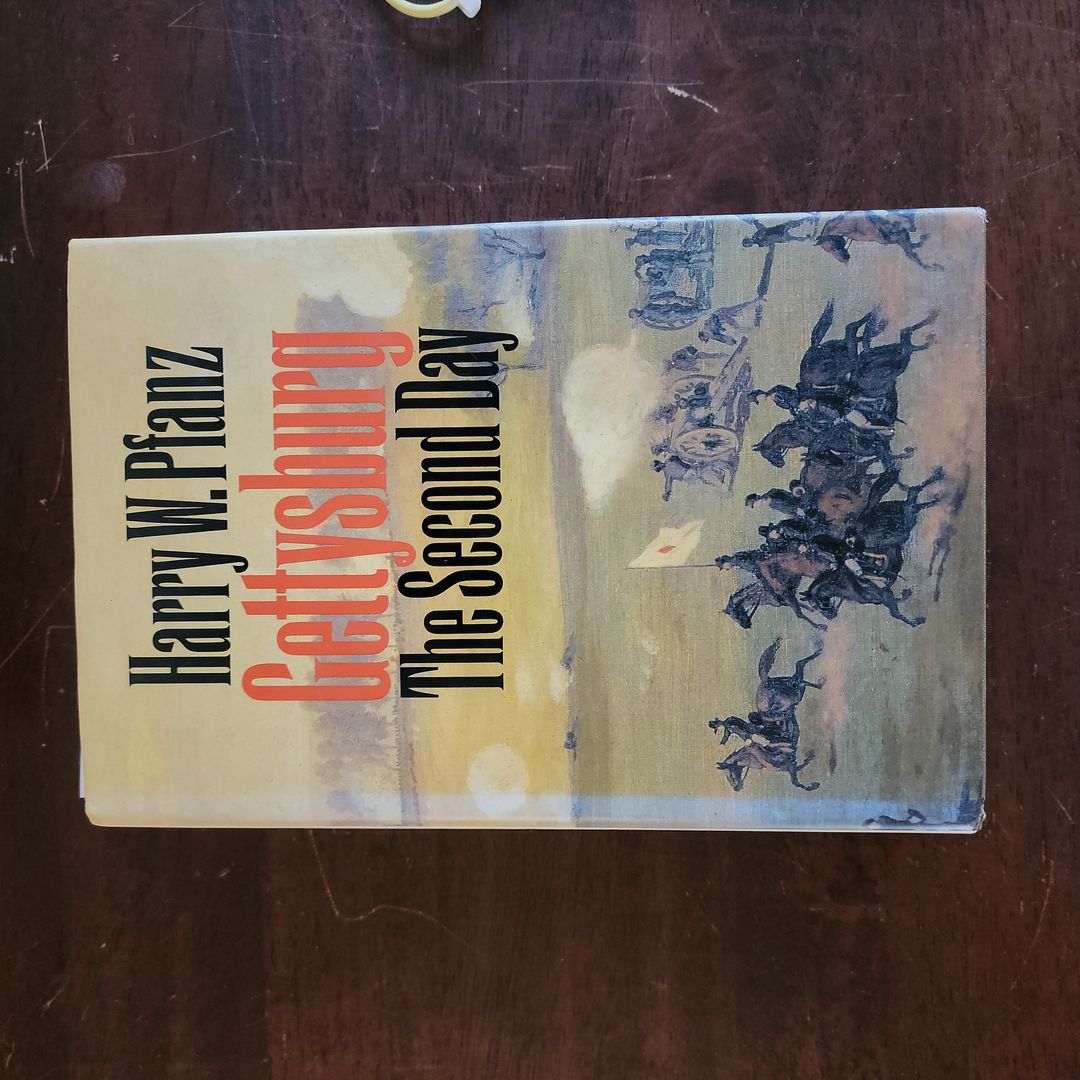 Harry W. Pfanz
Gettysburg
The Second Day